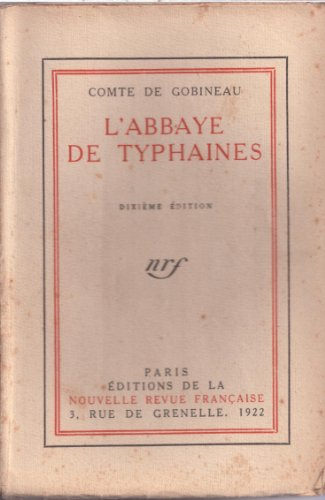 COMTE DE GOBINEAU
L'ABBAYE
DE TYPHAINES
DIXIÈME ÉDITION
nrf
PARIS
ÉDITIONS DE LA
NOUVELLE REVUE FRANÇAISE
3, RUE DE GRENELLE. 1922